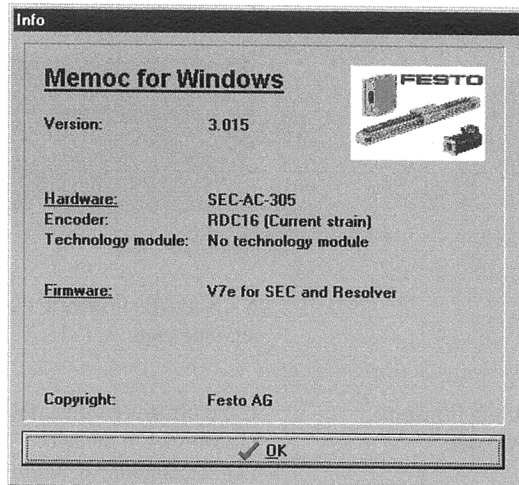 Info
Memoc for Windows
FESTO
Version: 3.015
Hardware: SEC-AC-305
Encoder: RDC16 (Current strain)
Technology module: No technology module
Firmware: V7e for SEC and Resolver
Copyright: Festo AG
OK